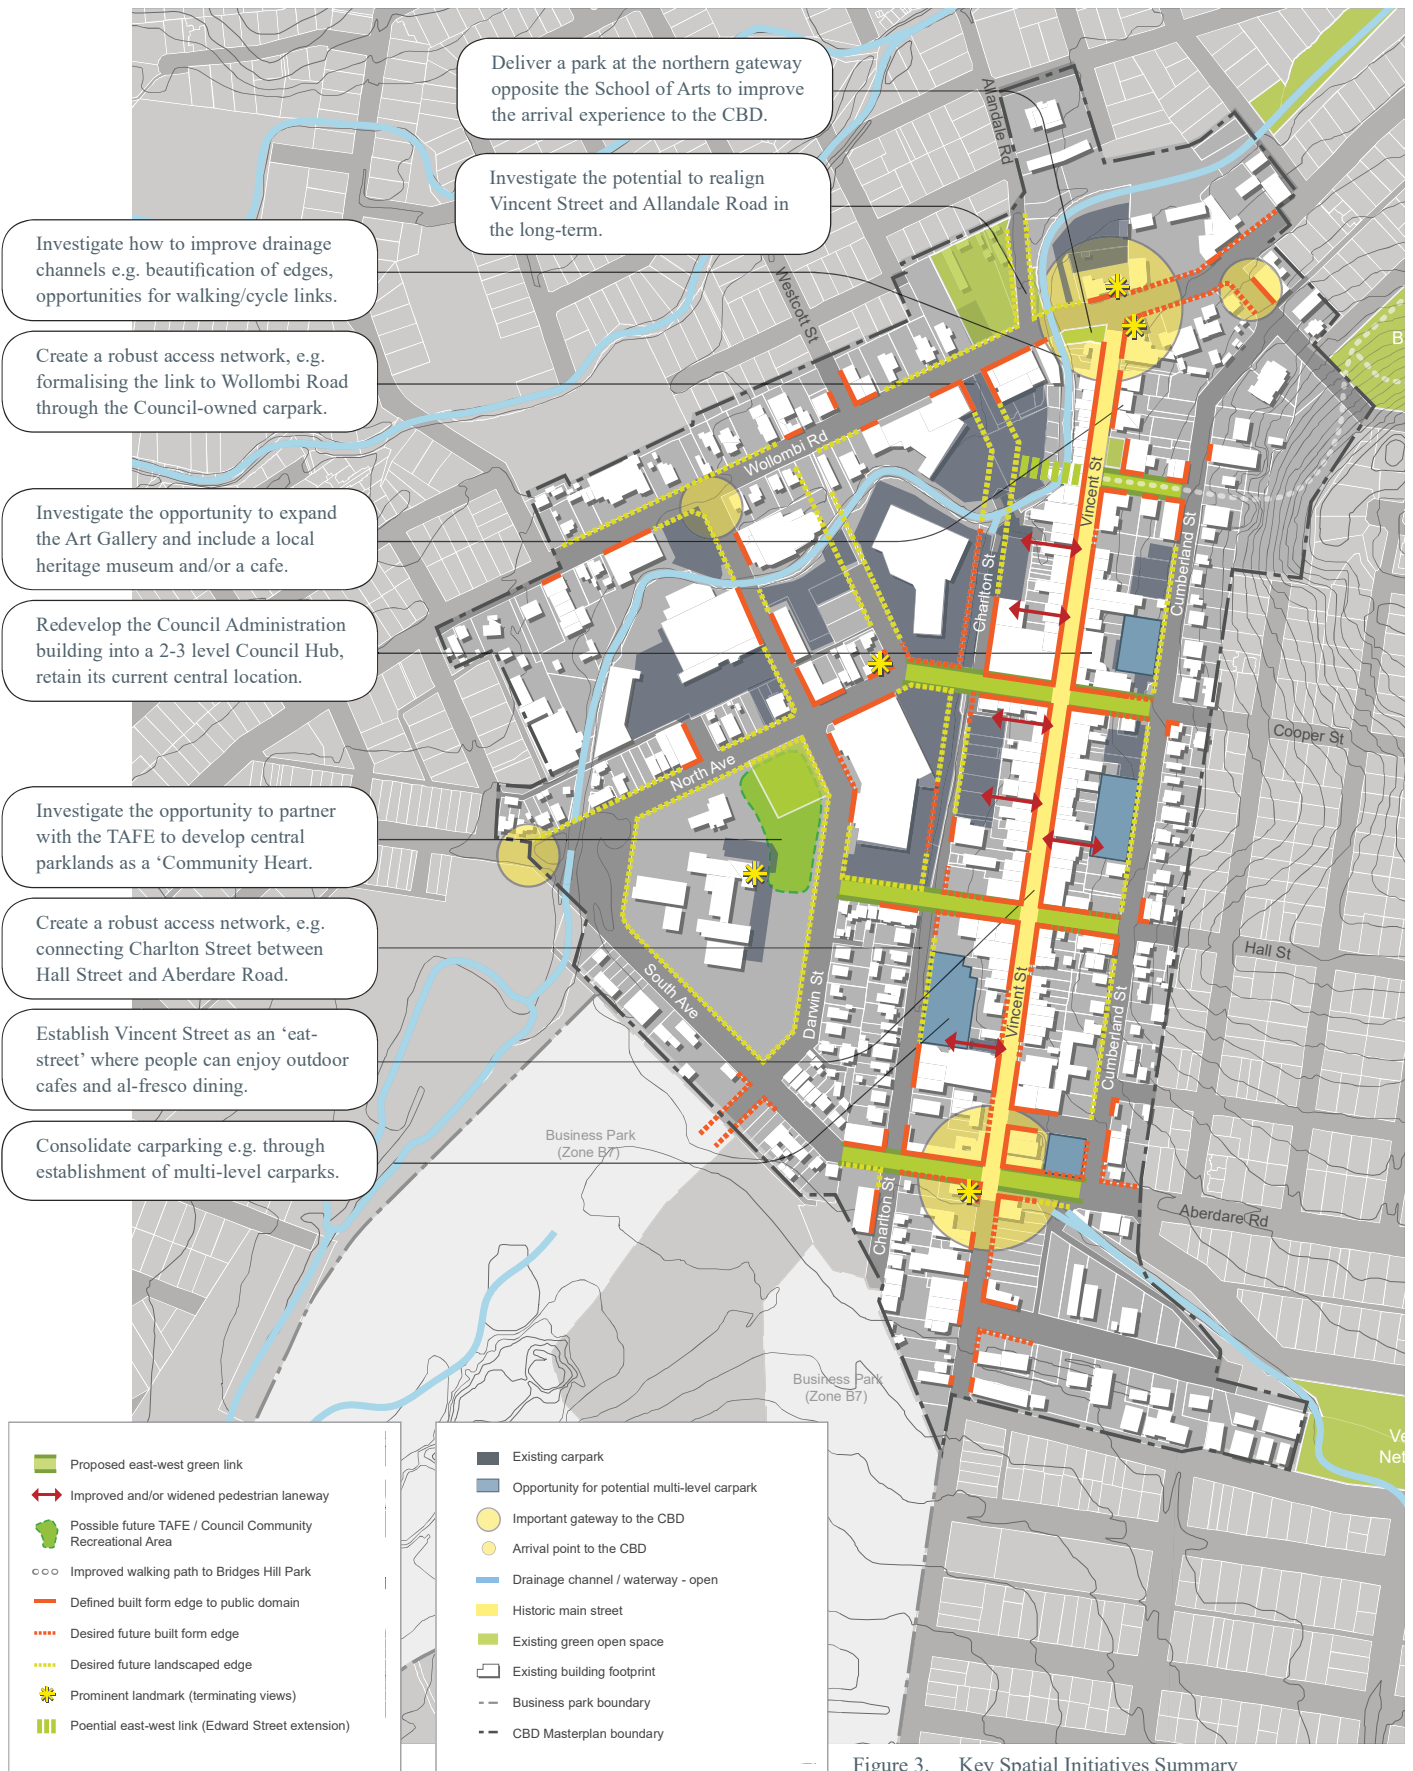 Deliver a park at the northern gateway
opposite the School of Arts to improve
the arrival experience to the CBD.
Investigate the potential to realign
Vincent Street and Allandale Road in
the long-term.
Investigate how to improve drainage
channels e.g. beautification of edges,
opportunities for walking/cycle links.
Create a robust access network, e.g.
formalising the link to Wollombi Road
through the Council-owned carpark.
Investigate the opportunity to expand
the Art Gallery and include a local
heritage museum and/or a cafe.
Redevelop the Council Administration
building into a 2-3 level Council Hub,
retain its current central location.
Investigate the opportunity to partner
with the TAFE to develop central
parklands as a ‘Community Heart.
Create a robust access network, e.g.
connecting Charlton Street between
Hall Street and Aberdare Road.
Establish Vincent Street as an ‘eat-
street’ where people can enjoy outdoor
cafes and al-fresco dining.
Consolidate carparking e.g. through
establishment of multi-level carparks.
Allandale Rd
Westcott St
B
Wollombi Rd
Vincent St
Cumberland St
Charlton St
Cooper St
North Ave
Hall St
South Ave
Darwin St
Vincent St
Cumberland St
Business Park
(Zone B7)
Charlton St
Aberdare Rd
Business Park
(Zone B7)
Ve
Net
Proposed east-west green link
Improved and/or widened pedestrian laneway
Possible future TAFE / Council Community
Recreational Area
Improved walking path to Bridges Hill Park
Defined built form edge to public domain
Desired future built form edge
Desired future landscaped edge
Prominent landmark (terminating views)
Poential east-west link (Edward Street extension)
Existing carpark
Opportunity for potential multi-level carpark
Important gateway to the CBD
Arrival point to the CBD
Drainage channel / waterway - open
Historic main street
Existing green open space
Existing building footprint
Business park boundary
CBD Masterplan boundary
Figure 3. Key Spatial Initiatives Summary